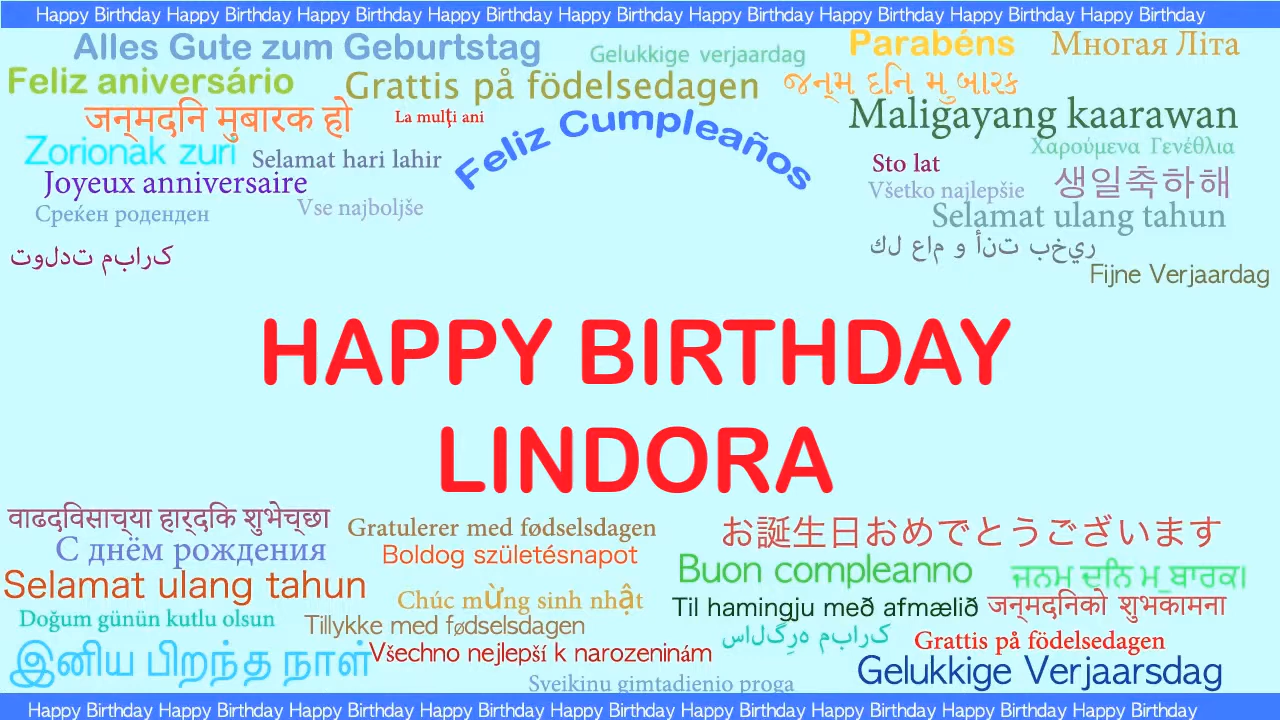 Happy Birthday Happy Birthday Happy Birthday Happy Birthday Happy Birthday Happy Birthday Happy Birthday Happy Birthday Happy Birthday
Alles Gute zum Geburtstag
Gelukkige verjaardag
Parabéns
Многая Літа
Feliz aniversário
Grattis på födelsedagen
જન્મ દિન મુબારક
जन्मदिन मुबारक हो
La mulţi ani
Feliz Cumpleaños
Maligayang kaarawan
Zorionak zuri
Selamat hari lahir
Χαρούμενα Γενέθλια
Sto lat
Joyeux anniversaire
Všetko najlepšie
생일축하해
Среќен роденден
Vse najboljše
Selamat ulang tahun
تولدت مبارک
كل عام و أنت بخير
Fijne Verjaardag
HAPPY BIRTHDAY
LINDORA
वाढदिवसाच्या हार्दिक शुभेच्छा
Gratulerer med fødselsdagen
お誕生日おめでとうございます
С днём рождения
Boldog születésnapot
Buon compleanno
ਜਨਮ ਦਿਨ ਮੁਬਾਰਕ।
Selamat ulang tahun
Chúc mừng sinh nhật
Til hamingju með afmælið
जन्मदिनको शुभकामना
Doğum günün kutlu olsun
Tillykke med fødselsdagen
سالگرہ مبارک
Grattis på födelsedagen
இனிய பிறந்த நாள்
Všechno nejlepší k narozeninám
Gelukkige Verjaarsdag
Sveikinu gimtadienio proga
Happy Birthday Happy Birthday Happy Birthday Happy Birthday Happy Birthday Happy Birthday Happy Birthday Happy Birthday Happy Birthday